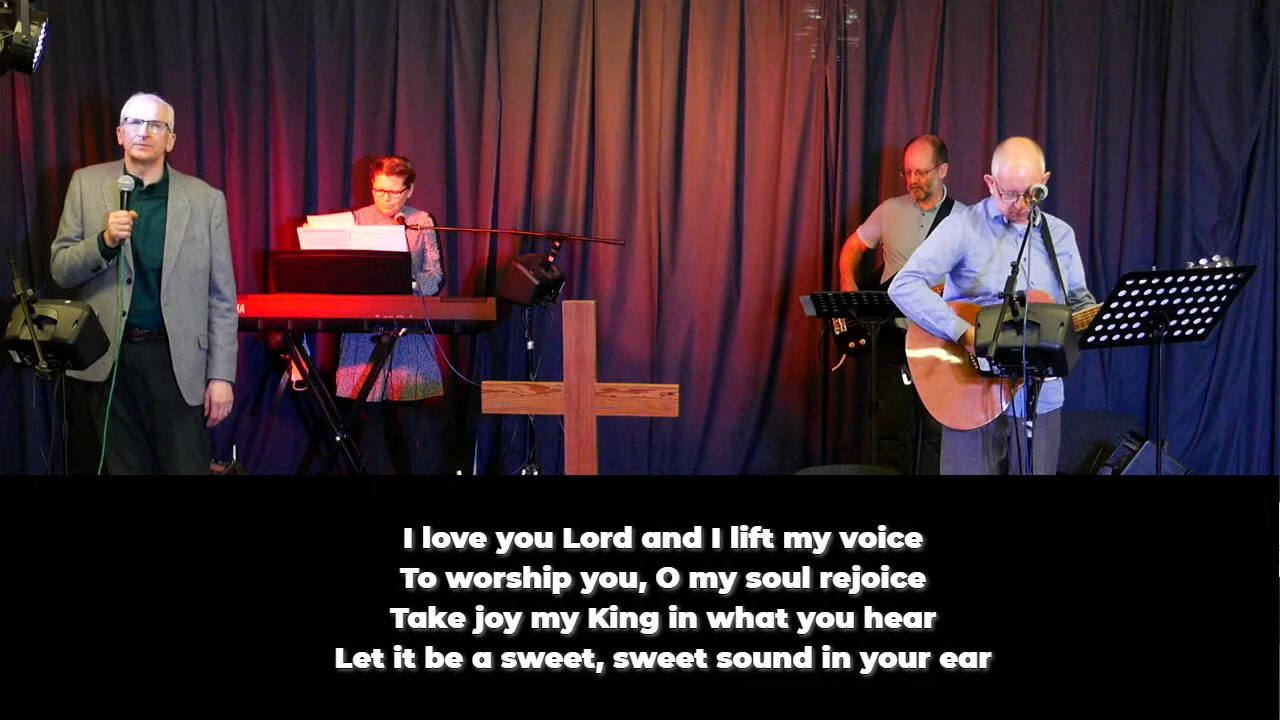 I love you Lord and I lift my voice
To worship you, O my soul rejoice
Take joy my King in what you hear
Let it be a sweet, sweet sound in your ear